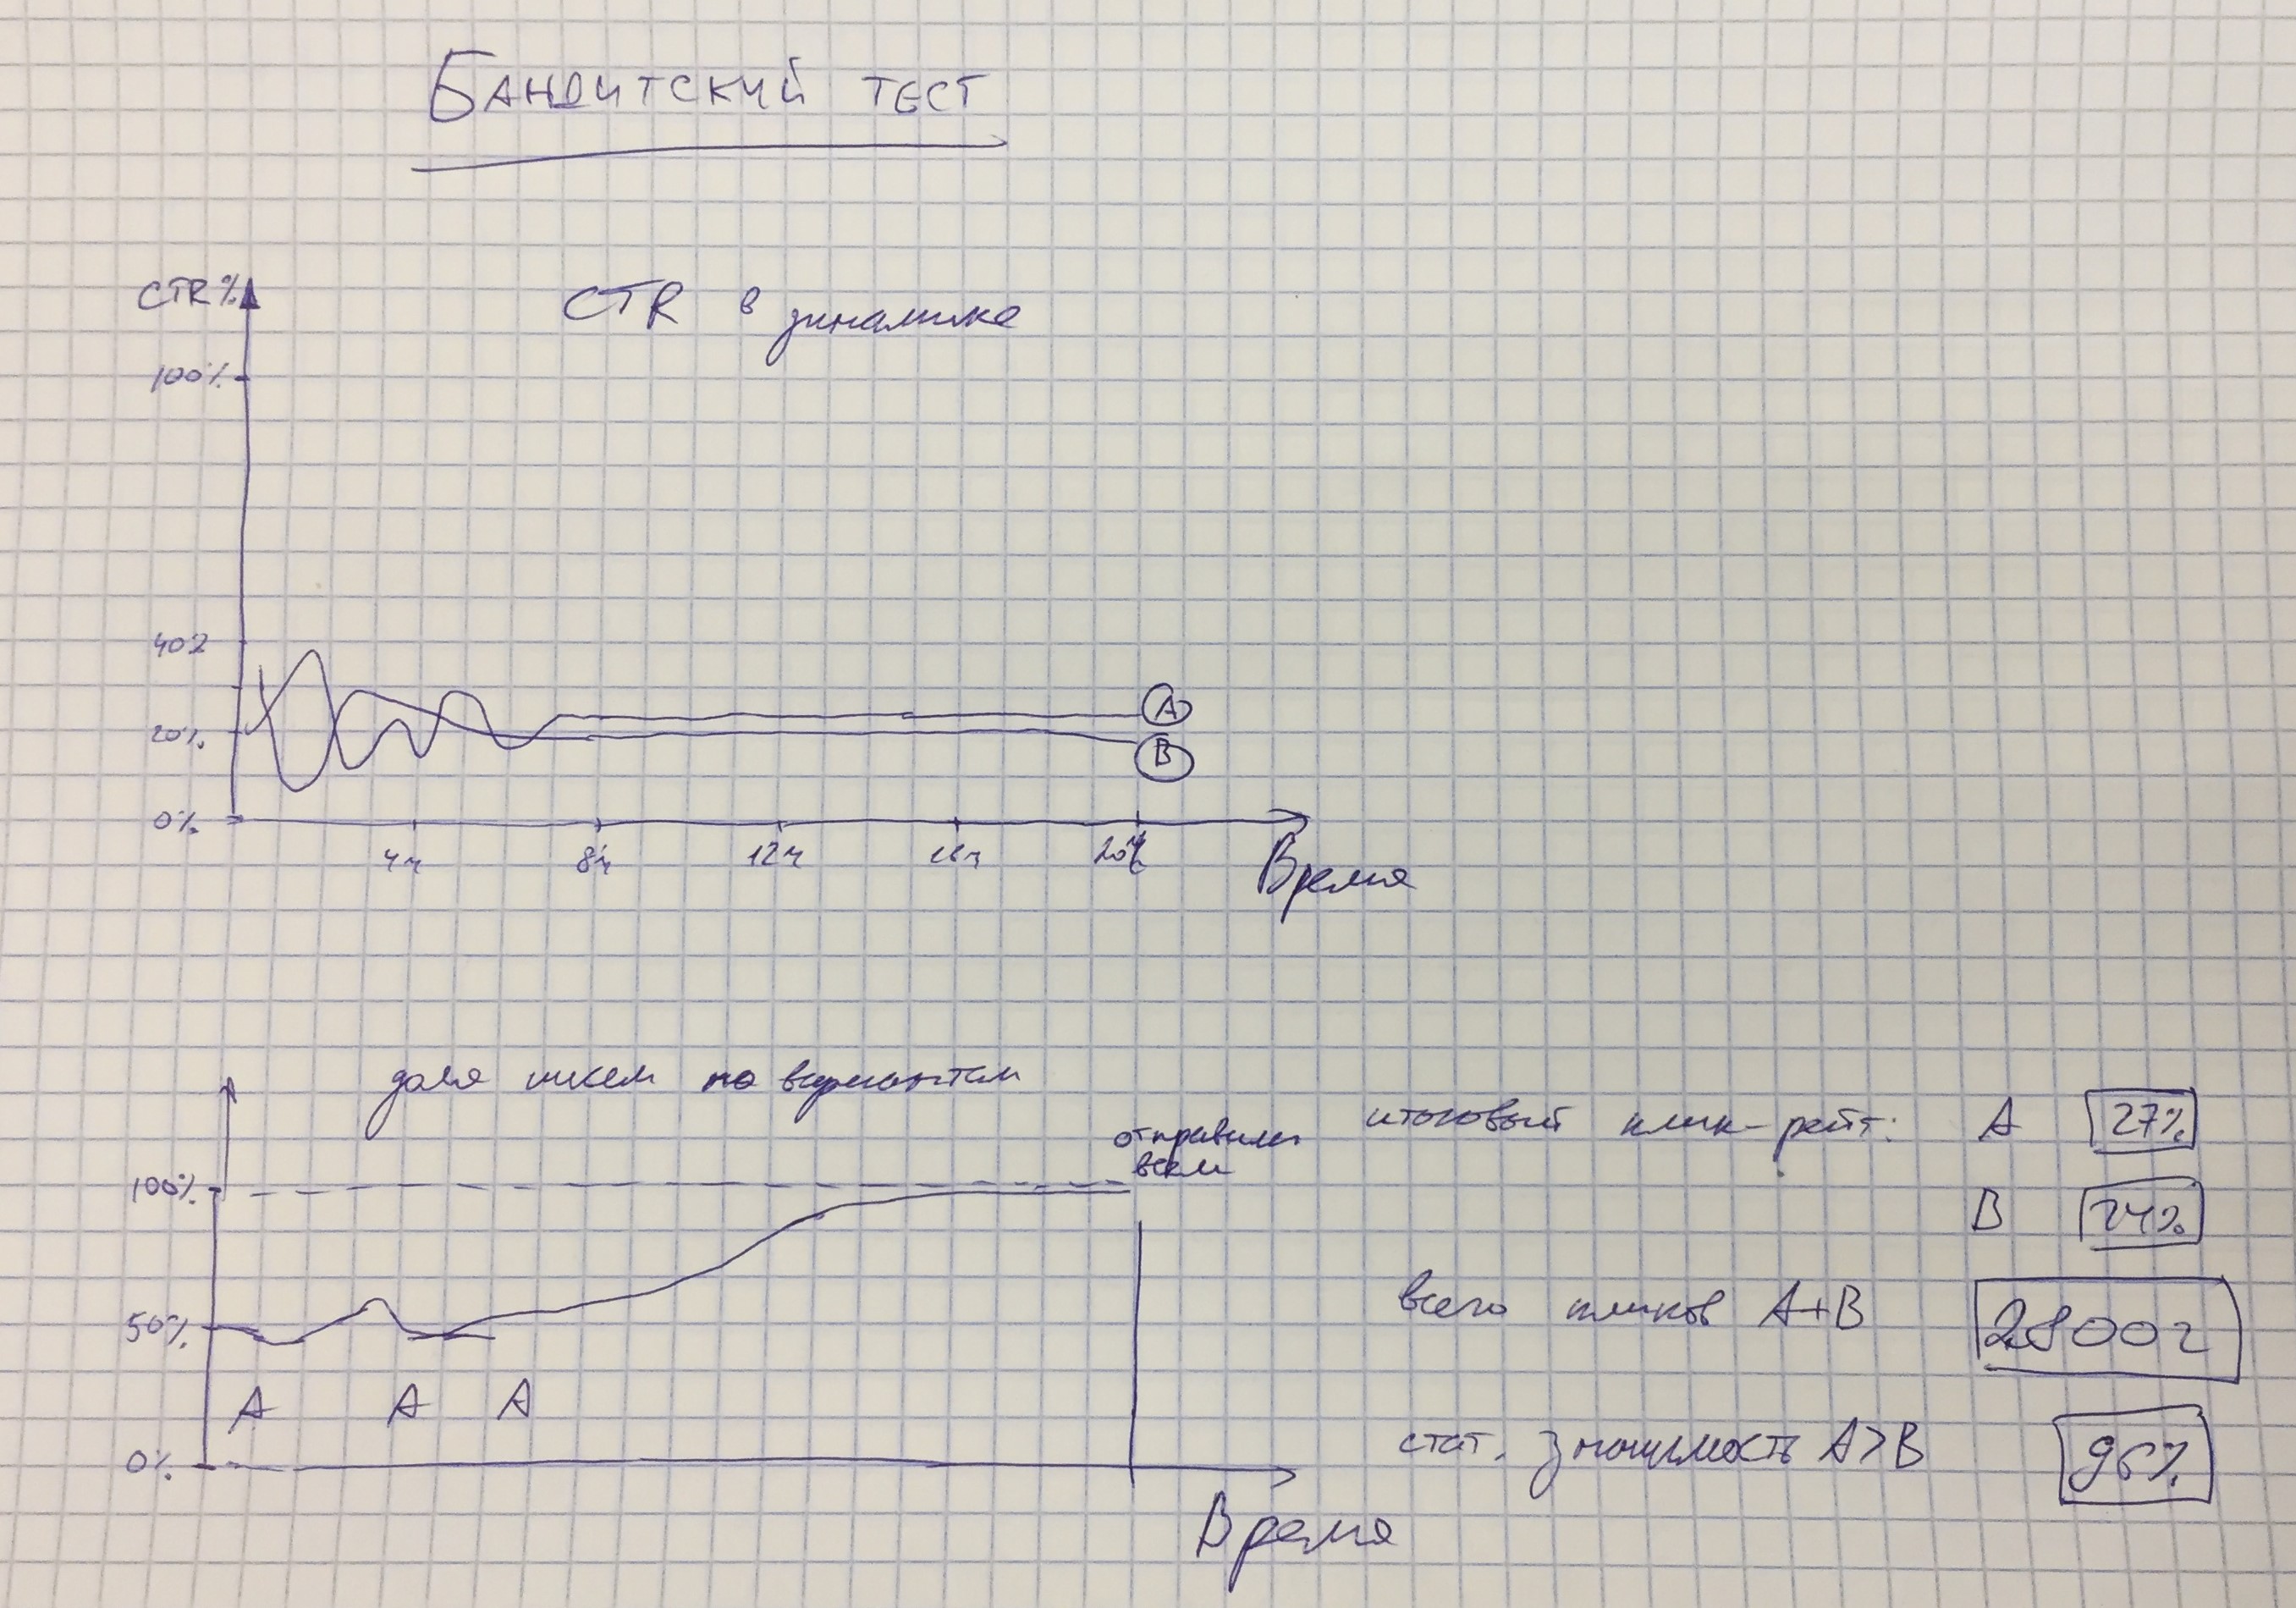 БАНДИТСКИЙ ТЕСТ
CTR %
CTR в динамике
100%
40%
20%
0%
A
B
4ч
8ч
12ч
16ч
20ч
Время
доля писем по вариантам
отправили
всем
100%
50%
0%
A A A
Время
итоговый клик-рейт: A 27%
B 24%
всего кликов A+B 28002
стат. значимость A>B 96%